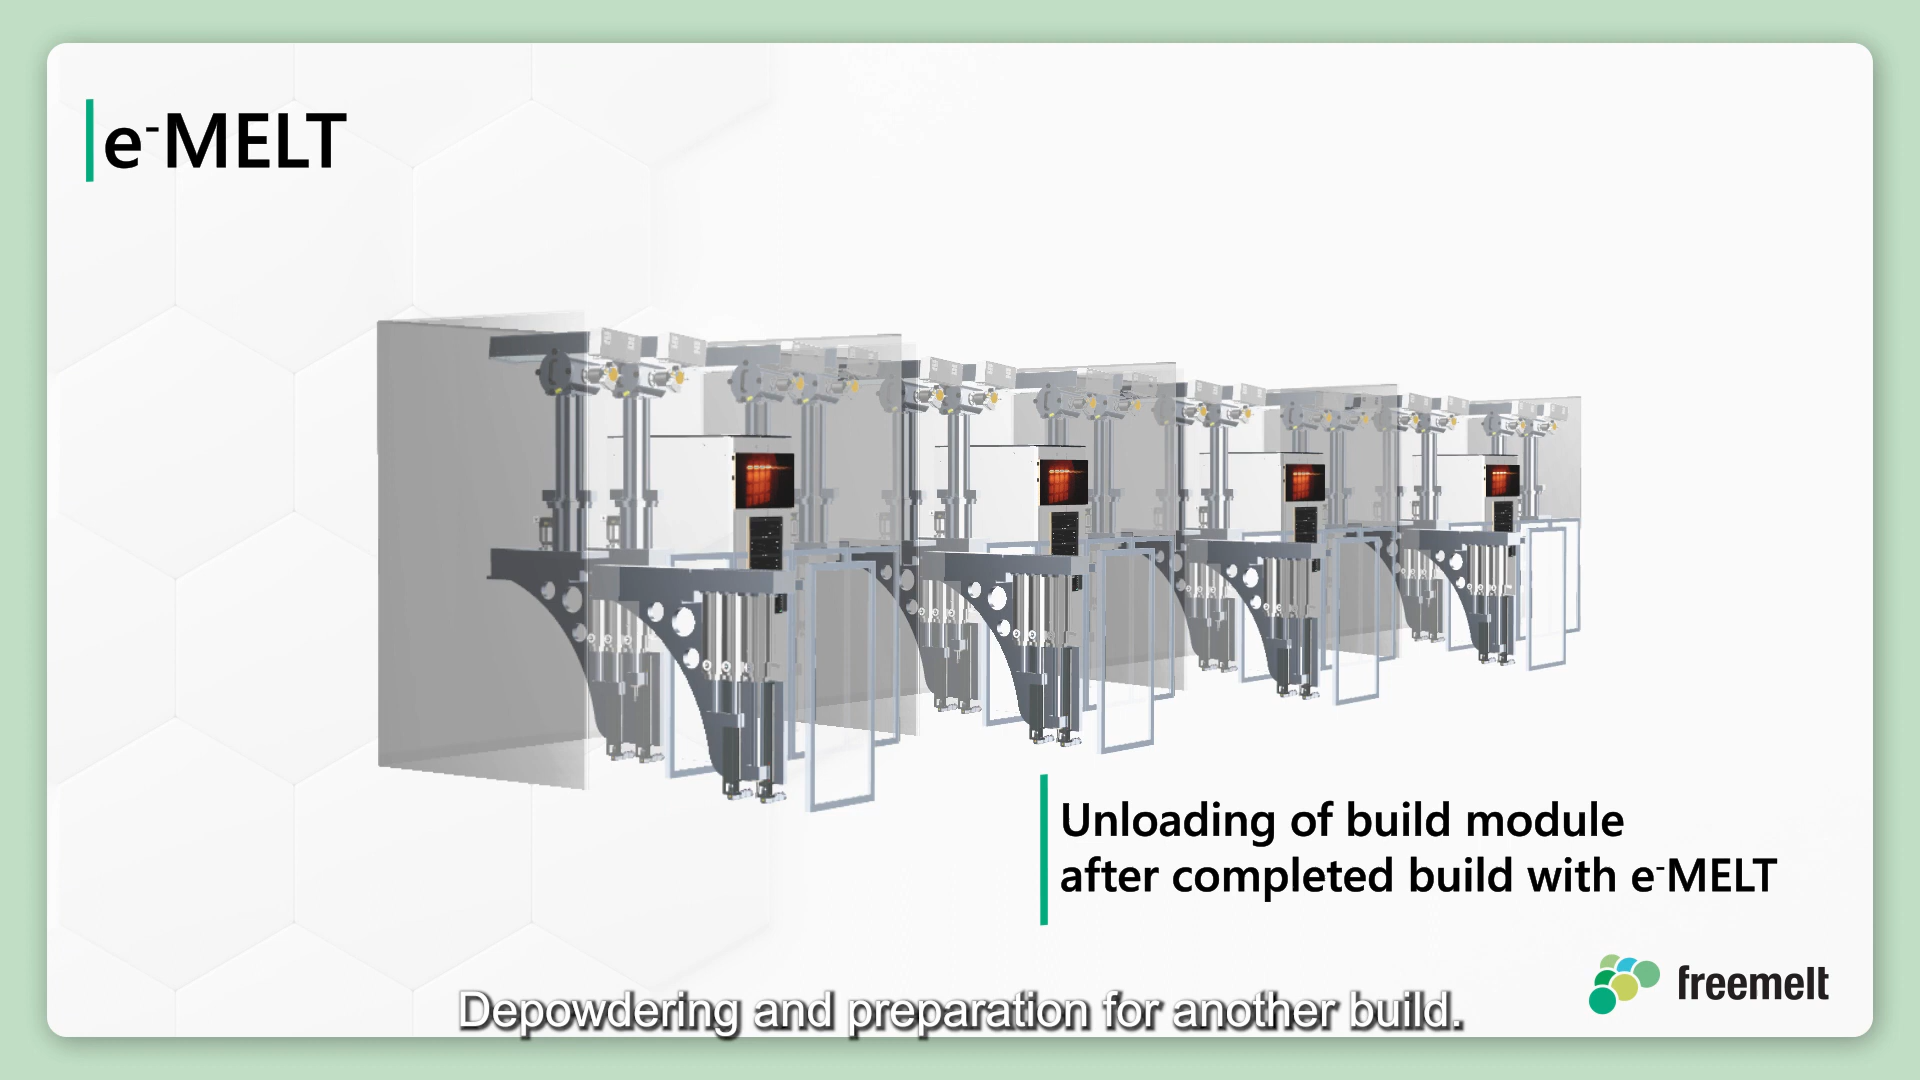 e-MELT
Unloading of build module
after completed build with e-MELT
freemelt
Depowdering and preparation for another build.